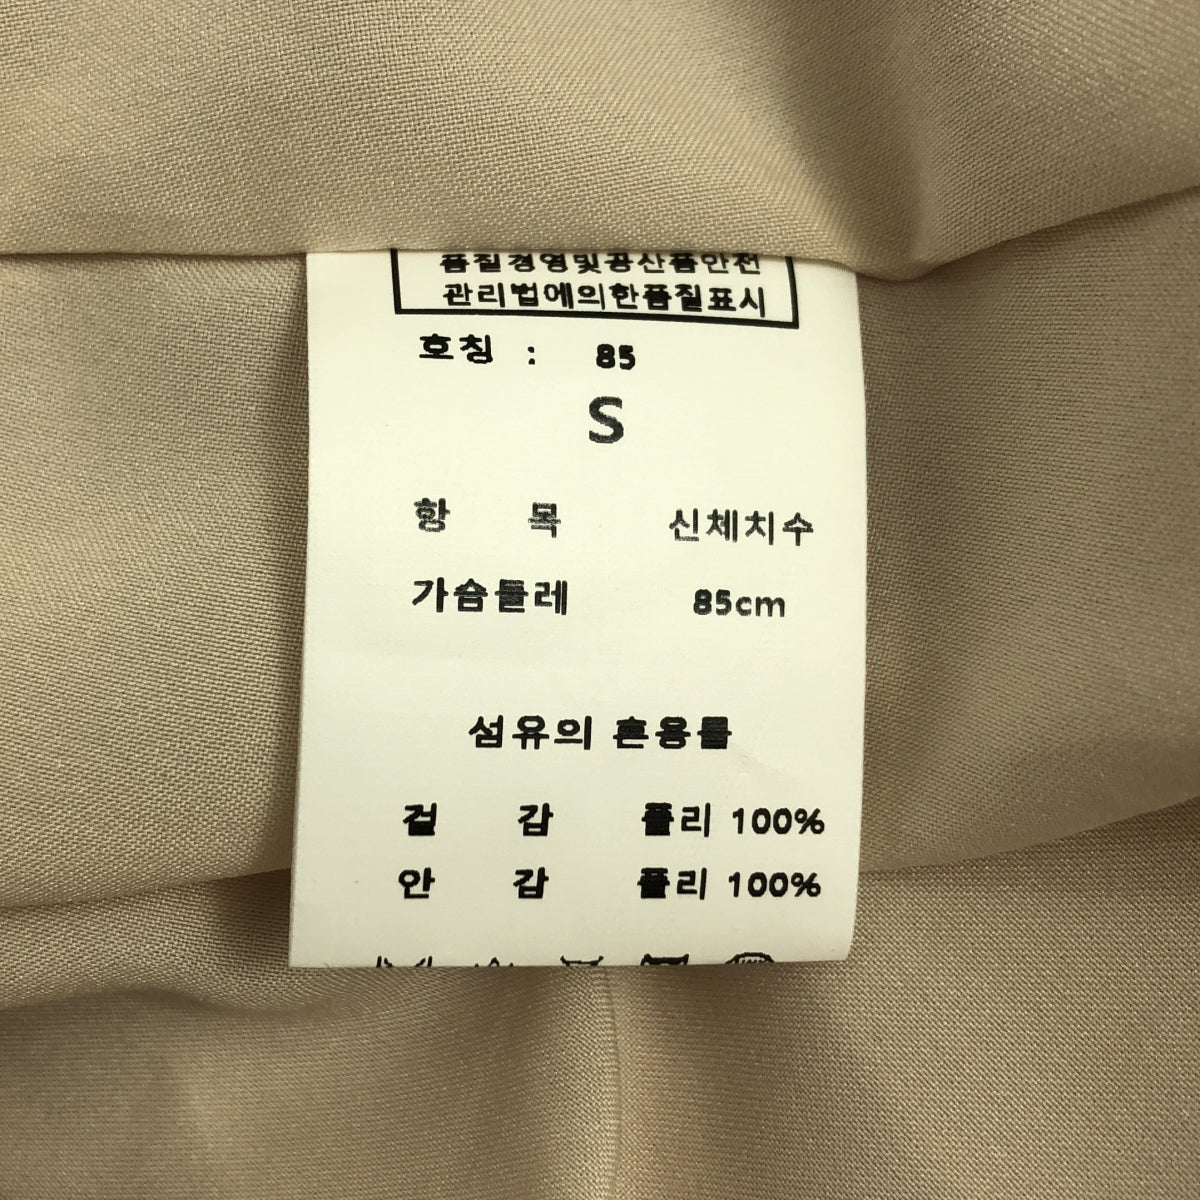 품질경영및공산품안전
관리법에의한품질표시
호칭 : 85
S
항 목 신체치수
가슴둘레 85cm
섬유의 혼용률
겉 감 폴리 100%
안 감 폴리 100%